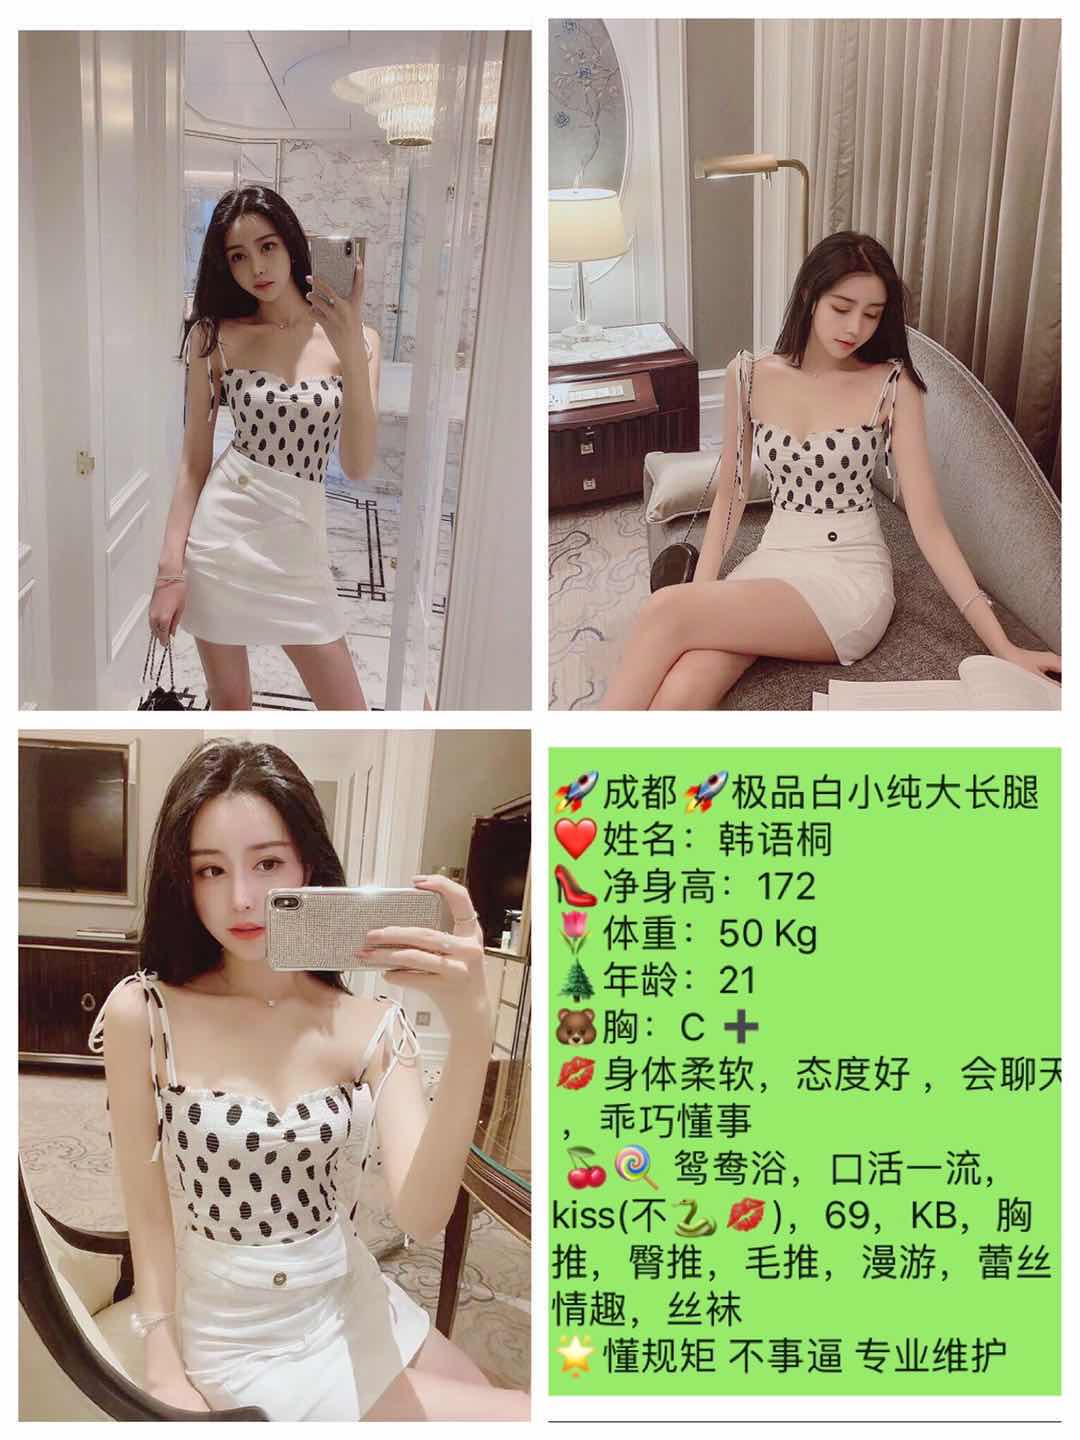 🚀成都🚀极品白小纯大长腿
❤️姓名：韩语桐
👠净身高：172
🌷体重：50 Kg
🌲年龄：21
🐻胸：C ➕
💋身体柔软，态度好 ，会聊天
，乖巧懂事
🍒🍭 鸳鸯浴，口活一流，
kiss(不🐍💋)，69，KB，胸
推，臀推，毛推，漫游，蕾丝
情趣，丝袜
🌟懂规矩 不事逼 专业维护